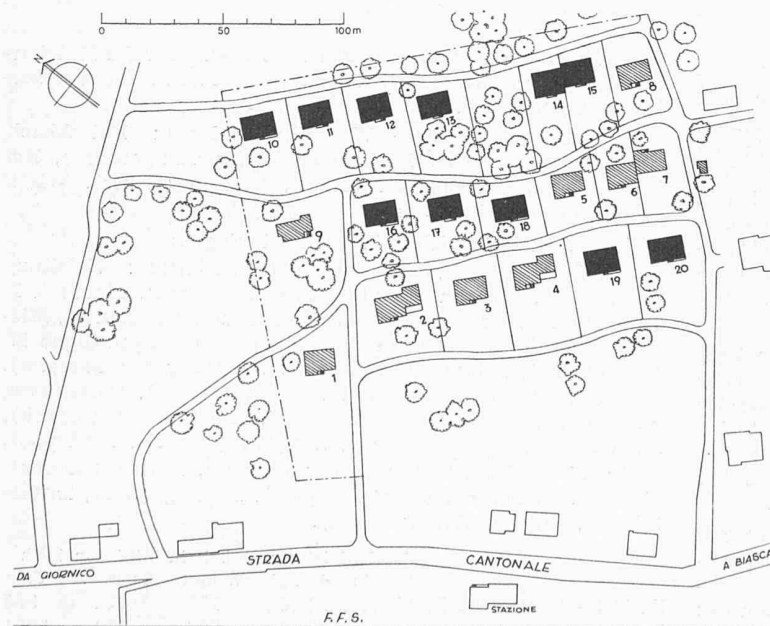 0 50 100 m
N
14 15 8
10 11 12 13
5 6 7
16 17 18
9
2 3 4 19 20
1
STRADA CANTONALE A BIASCA
DA GIORNICO
STAZIONE
F.F.S.